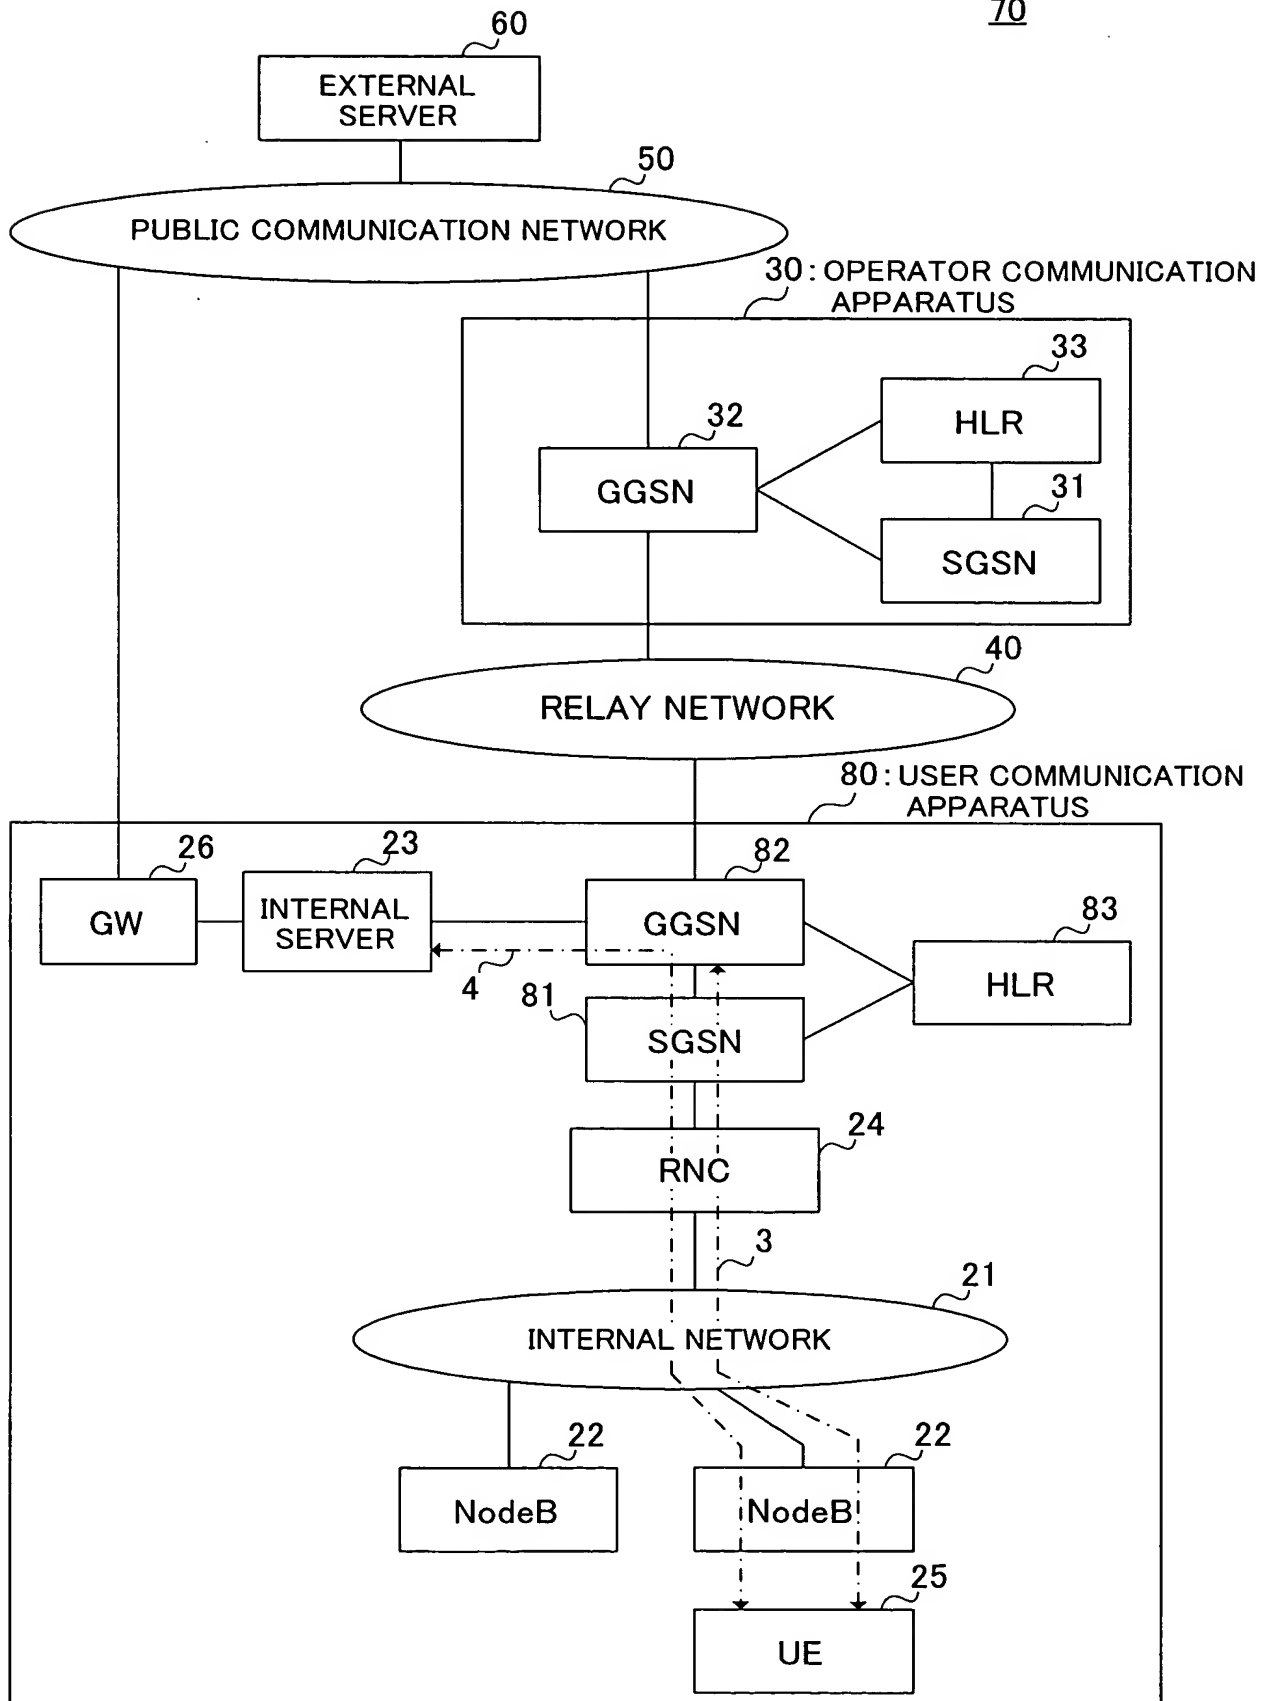 70
60
EXTERNAL
SERVER
50
PUBLIC COMMUNICATION NETWORK
30: OPERATOR COMMUNICATION
APPARATUS
33
HLR
32
GGSN
31
SGSN
40
RELAY NETWORK
80: USER COMMUNICATION
APPARATUS
26
GW
23
INTERNAL
SERVER
82
GGSN
83
HLR
4
81
SGSN
24
RNC
3
21
INTERNAL NETWORK
22
NodeB
22
NodeB
25
UE